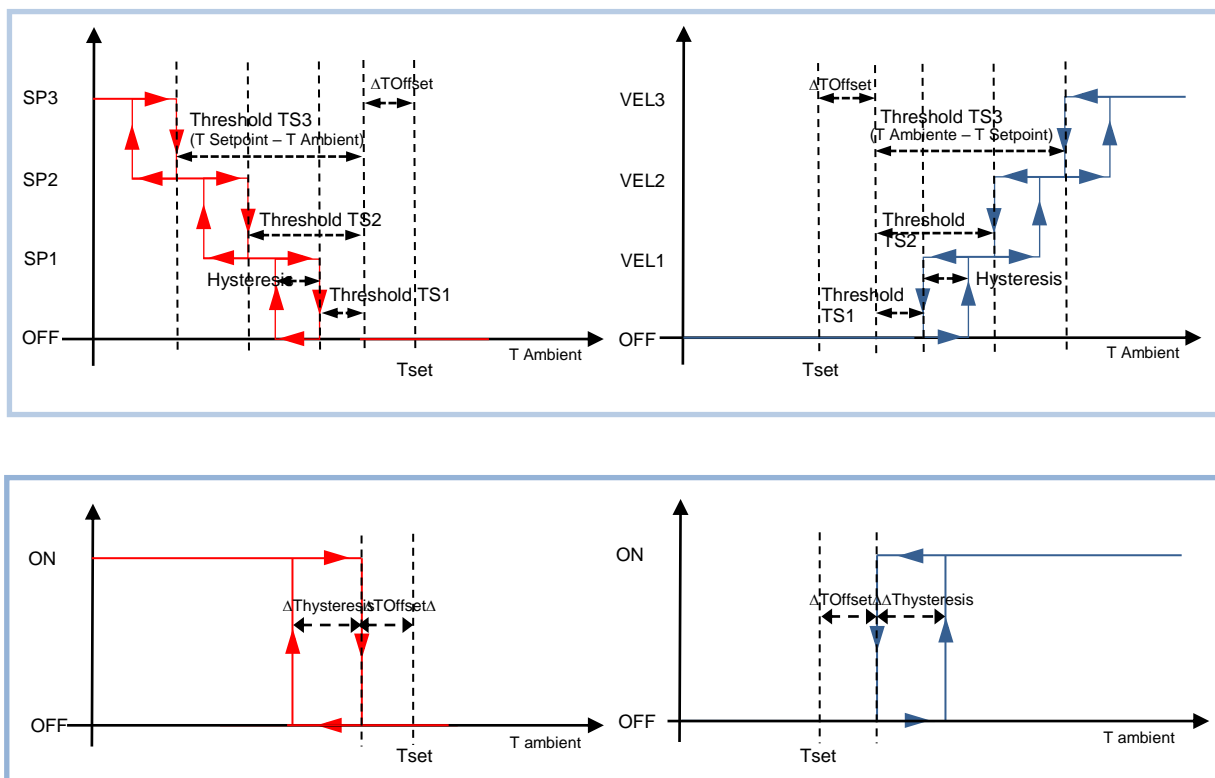 ΔTOffset
SP3
Threshold TS3
(T Setpoint – T Ambient)
SP2
Threshold TS2
SP1
Hysteresis
Threshold TS1
OFF
T Ambient
Tset
ΔTOffset
VEL3
Threshold TS3
(T Ambiente – T Setpoint)
VEL2
Threshold
TS2
VEL1
Hysteresis
Threshold
TS1
OFF
T Ambient
Tset
ON
ΔThysteresis
ΔTOffsetΔ
OFF
T ambient
Tset
ON
ΔTOffsetΔ
ΔThysteresis
OFF
T ambient
Tset